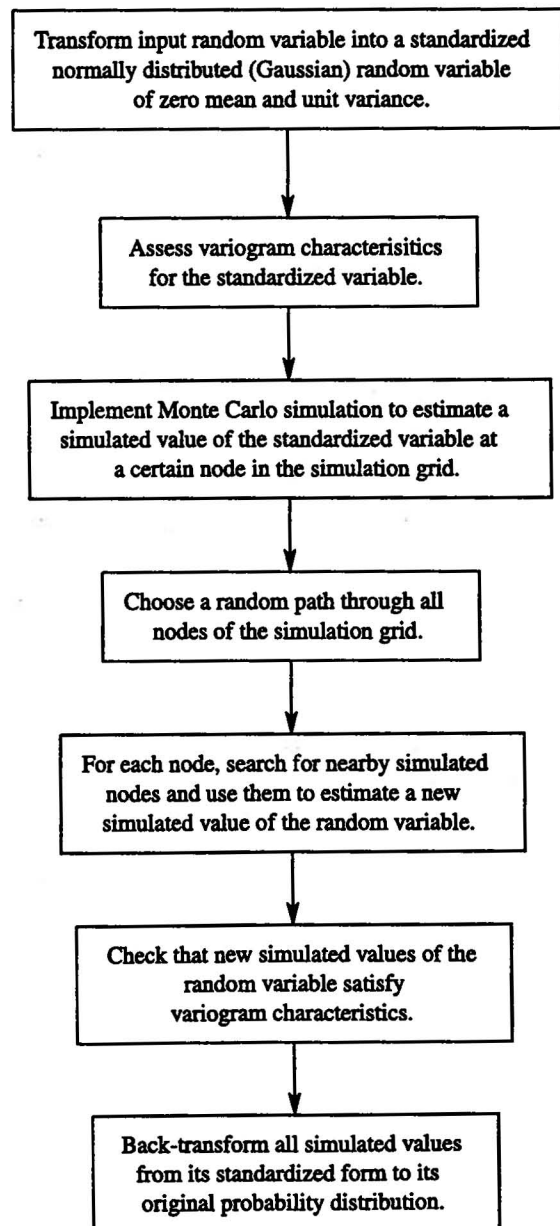 Transform input random variable into a standardized
normally distributed (Gaussian) random variable
of zero mean and unit variance.
Assess variogram characterisitics
for the standardized variable.
Implement Monte Carlo simulation to estimate a
simulated value of the standardized variable at
a certain node in the simulation grid.
Choose a random path through all
nodes of the simulation grid.
For each node, search for nearby simulated
nodes and use them to estimate a new
simulated value of the random variable.
Check that new simulated values of the
random variable satisfy
variogram characteristics.
Back-transform all simulated values
from its standardized form to its
original probability distribution.